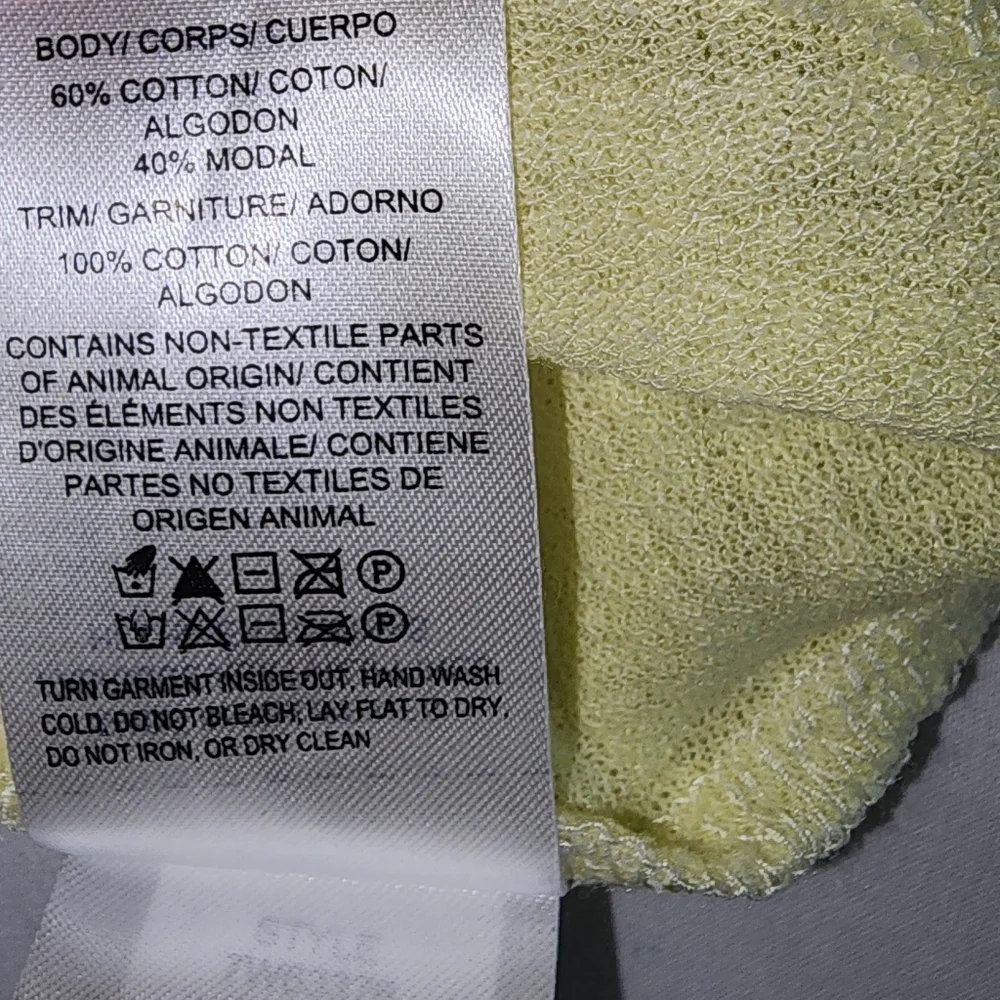 BODY/ CORPS/ CUERPO
60% COTTON/ COTON/
ALGODON
40% MODAL
TRIM/ GARNITURE/ ADORNO
100% COTTON/ COTON/
ALGODON
CONTAINS NON-TEXTILE PARTS
OF ANIMAL ORIGIN/ CONTIENT
DES ÉLÉMENTS NON TEXTILES
D'ORIGINE ANIMALE/ CONTIENE
PARTES NO TEXTILES DE
ORIGEN ANIMAL
P
P
TURN GARMENT INSIDE OUT, HAND WASH
COLD, DO NOT BLEACH, LAY FLAT TO DRY,
DO NOT IRON, OR DRY CLEAN
STYLE